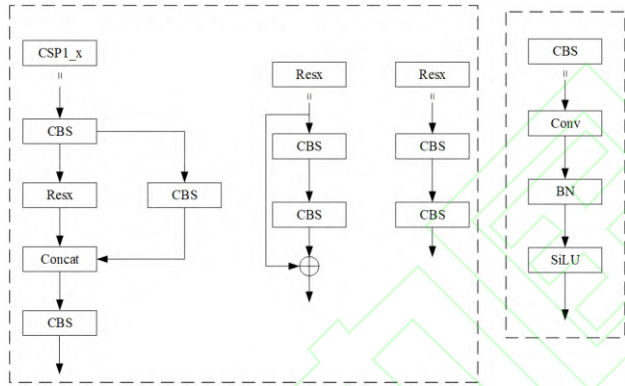 CSP1_x
=
CBS
Resx
CBS
Concat
CBS
Resx
=
CBS
CBS
Resx
=
CBS
CBS
CBS
=
Conv
BN
SiLU